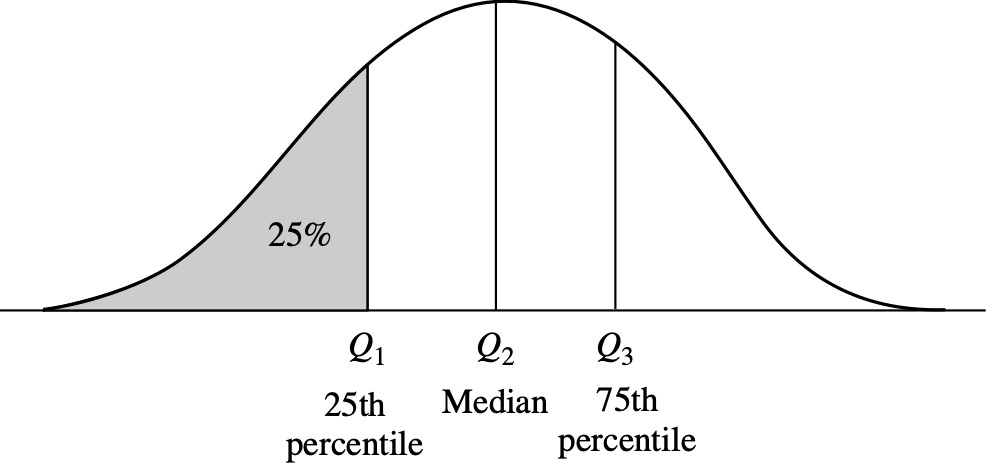 25%
Q1 Q2 Q3
25th Median 75th
percentile percentile